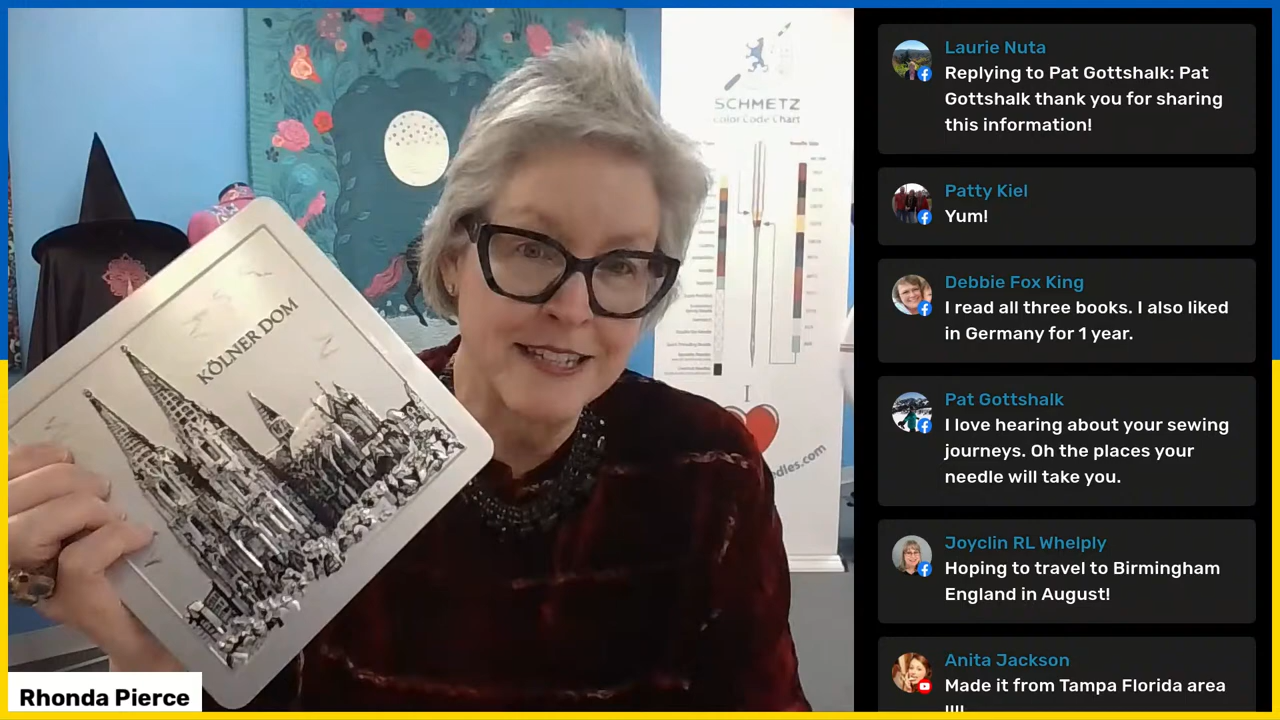 KÖLNER DOM
SCHMETZ
Color Code Chart
I
dles.com
Rhonda Pierce
Laurie Nuta
Replying to Pat Gottshalk: Pat
Gottshalk thank you for sharing
this information!
Patty Kiel
Yum!
Debbie Fox King
I read all three books. I also liked
in Germany for 1 year.
Pat Gottshalk
I love hearing about your sewing
journeys. Oh the places your
needle will take you.
Joyclin RL Whelply
Hoping to travel to Birmingham
England in August!
Anita Jackson
Made it from Tampa Florida area
!!!!